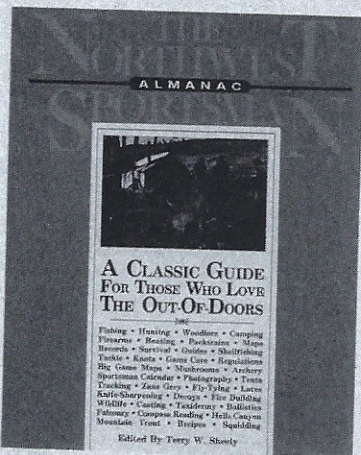 THE
NORTHWEST
ALMANAC
SPORTSMAN
A CLASSIC GUIDE
FOR THOSE WHO LOVE
THE OUT-OF-DOORS
Fishing • Hunting • Woodlore • Camping
Firearms • Boating • Packtrains • Maps
Records • Survival • Guides • Shellfishing
Tackle • Knots • Game Care • Regulations
Big Game Maps • Mushrooms • Archery
Sportsman Calendar • Photography • Tents
Tracking • Zane Grey • Fly-Tying • Lures
Knife-Sharpening • Decoys • Fire Building
Wildlife • Casting • Taxidermy • Ballistics
Falconry • Compass Reading • Hells Canyon
Mountain Trout • Recipes • Squidding
Edited By Terry W. Sheely